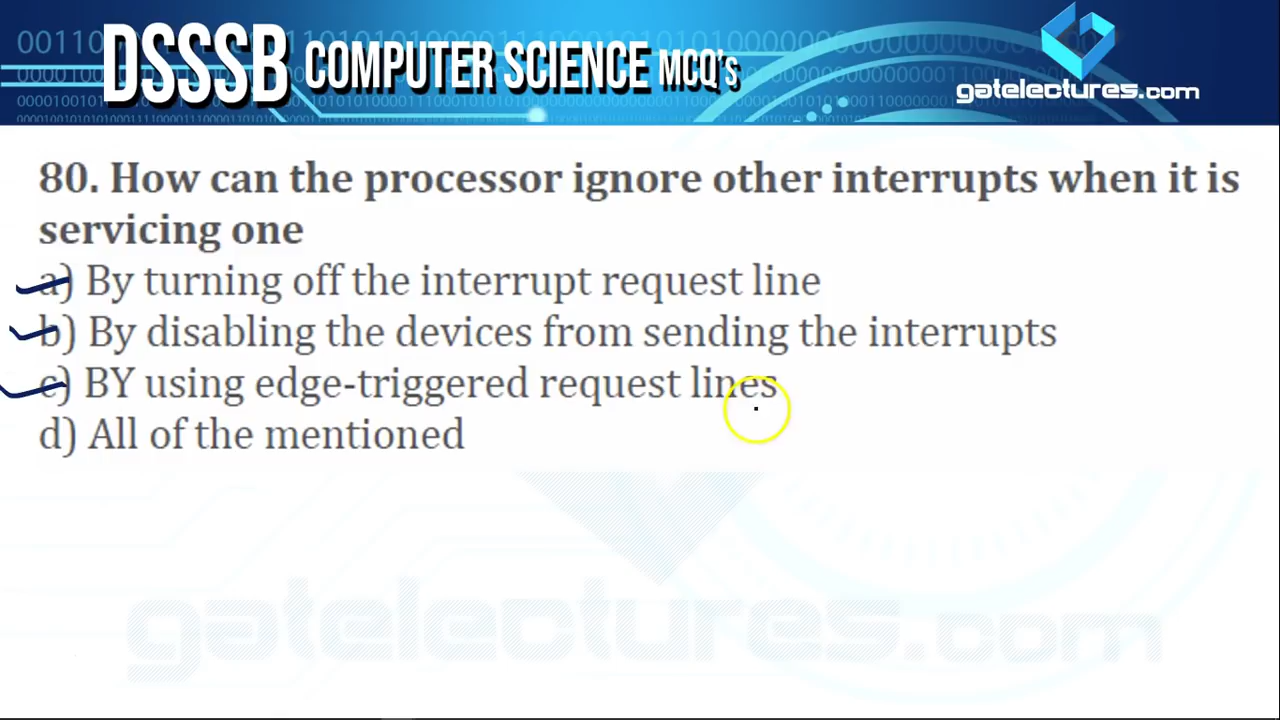 DSSSB COMPUTER SCIENCE MCQ's
gatelectures.com
80. How can the processor ignore other interrupts when it is
servicing one
a) By turning off the interrupt request line
b) By disabling the devices from sending the interrupts
c) BY using edge-triggered request lines
d) All of the mentioned
gatelectures.com